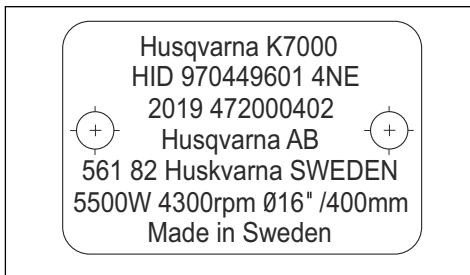 Husqvarna K7000
HID 970449601 4NE
2019 472000402
Husqvarna AB
561 82 Huskvarna SWEDEN
5500W 4300rpm Ø16" /400mm
Made in Sweden